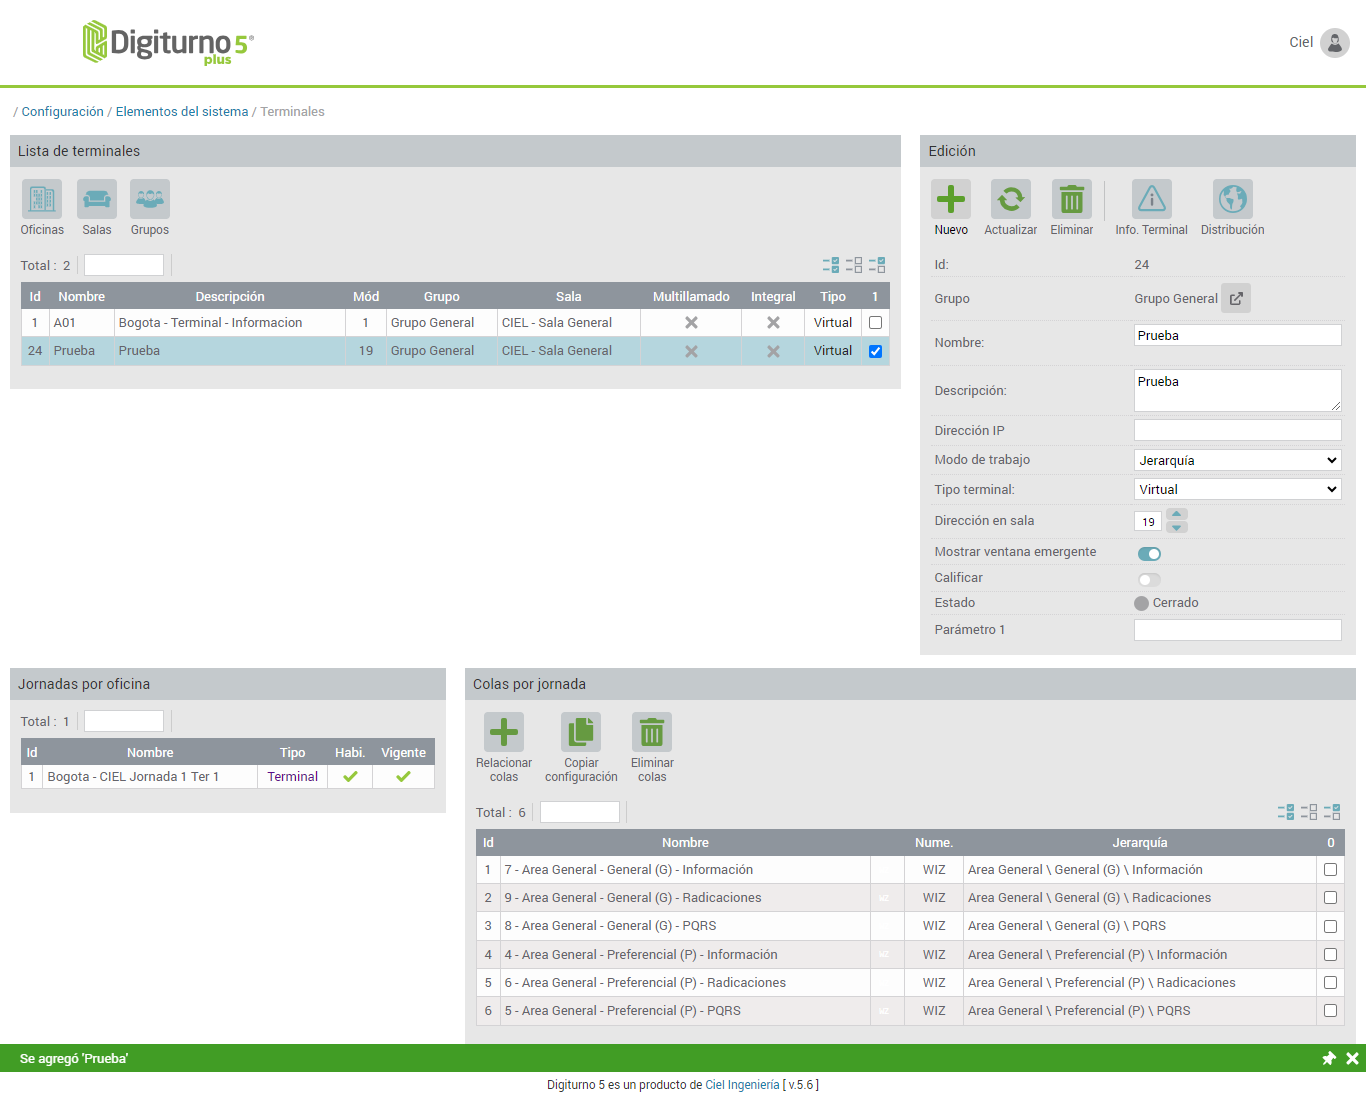 Digiturno 5®
plus
Ciel
/ Configuración / Elementos del sistema / Terminales
Lista de terminales
Oficinas Salas Grupos
Total : 2
Id Nombre Descripción Mód Grupo Sala Multillamado Integral Tipo 1
1 A01 Bogota - Terminal - Informacion 1 Grupo General CIEL - Sala General Virtual
24 Prueba Prueba 19 Grupo General CIEL - Sala General Virtual
Edición
Nuevo Actualizar Eliminar Info. Terminal Distribución
Id: 24
Grupo Grupo General
Nombre: Prueba
Descripción: Prueba
Dirección IP
Modo de trabajo Jerarquía
Tipo terminal: Virtual
Dirección en sala 19
Mostrar ventana emergente
Calificar
Estado Cerrado
Parámetro 1
Jornadas por oficina
Total : 1
Id Nombre Tipo Habi. Vigente
1 Bogota - CIEL Jornada 1 Ter 1 Terminal
Colas por jornada
Relacionar colas
Copiar configuración
Eliminar colas
Total : 6
Id Nombre Nume. Jerarquía 0
1 7 - Area General - General (G) - Información WIZ Area General \ General (G) \ Información
2 9 - Area General - General (G) - Radicaciones WIZ Area General \ General (G) \ Radicaciones
3 8 - Area General - General (G) - PQRS WIZ Area General \ General (G) \ PQRS
4 4 - Area General - Preferencial (P) - Información WIZ Area General \ Preferencial (P) \ Información
5 6 - Area General - Preferencial (P) - Radicaciones WIZ Area General \ Preferencial (P) \ Radicaciones
6 5 - Area General - Preferencial (P) - PQRS WIZ Area General \ Preferencial (P) \ PQRS
Se agregó 'Prueba'
Digiturno 5 es un producto de Ciel Ingeniería [ v.5.6 ]